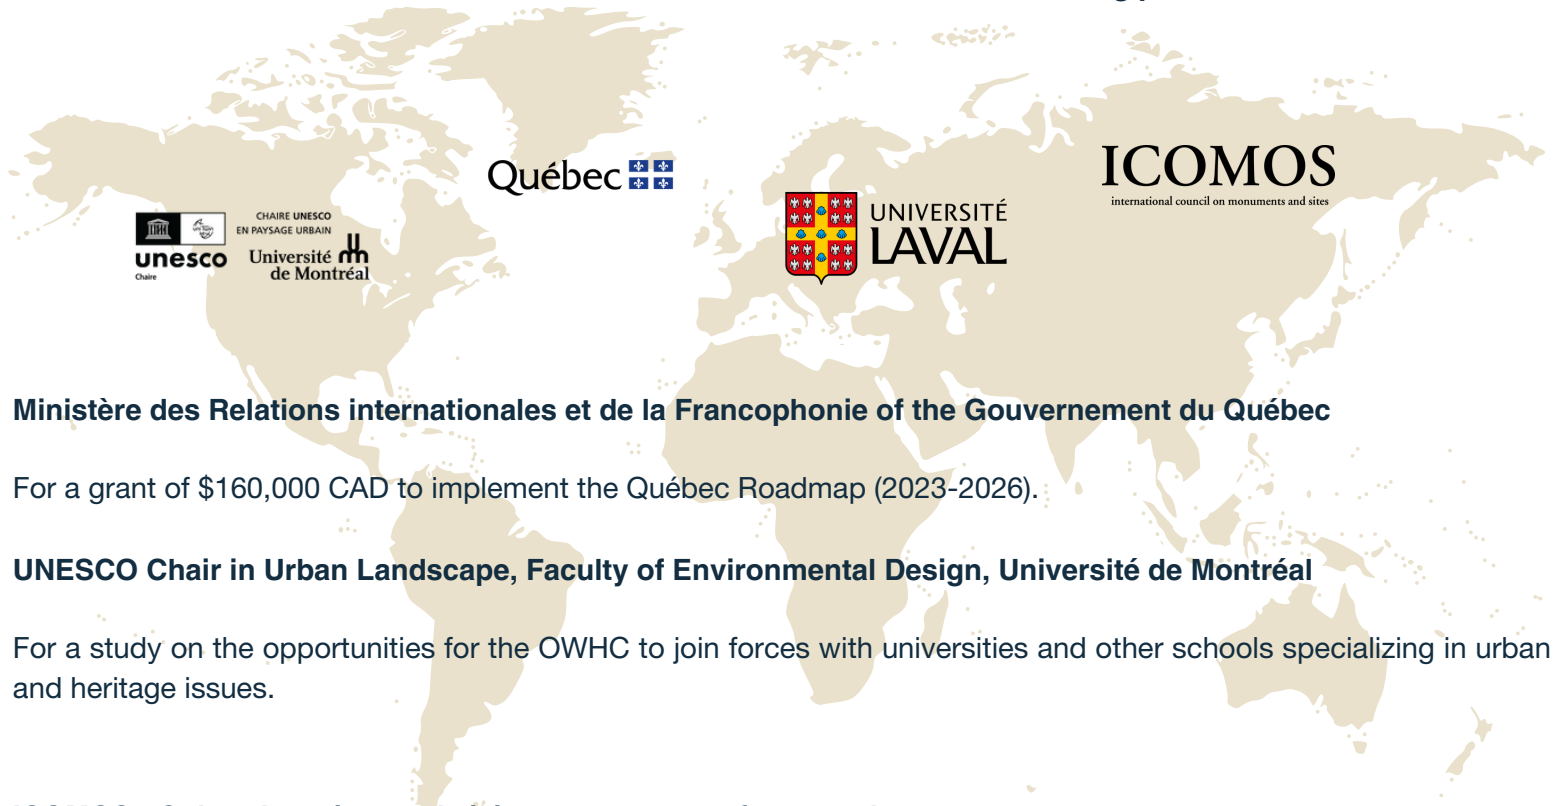 Québec
ICOMOS
international council on monuments and sites
UNIVERSITÉ
LAVAL
CHAIRE UNESCO
EN PAYSAGE URBAIN
unesco
Chaire
Université
de Montréal
Ministère des Relations internationales et de la Francophonie of the Gouvernement du Québec
For a grant of $160,000 CAD to implement the Québec Roadmap (2023-2026).
UNESCO Chair in Urban Landscape, Faculty of Environmental Design, Université de Montréal
For a study on the opportunities for the OWHC to join forces with universities and other schools specializing in urban
and heritage issues.